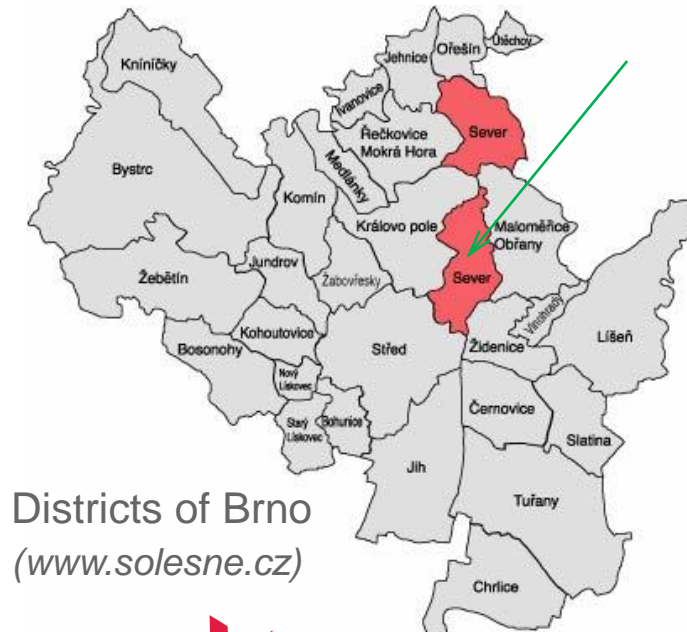 Útěchov
Ořešín
Jehnice
Kníničky
Ivanovice
Sever
Řečkovice
Mokrá Hora
Medlánky
Bystrc
Komín
Královo pole
Maloměřice
Obřany
Jundrov
Žebětín
Žabovřesky
Sever
Vinohrady
Kohoutovice
Líšeň
Bosonohy
Střed
Židenice
Nový
Lískovec
Černovice
Starý
Lískovec
Bohunice
Slatina
Jih
Tuřany
Districts of Brno
(www.solesne.cz)
Chrlice